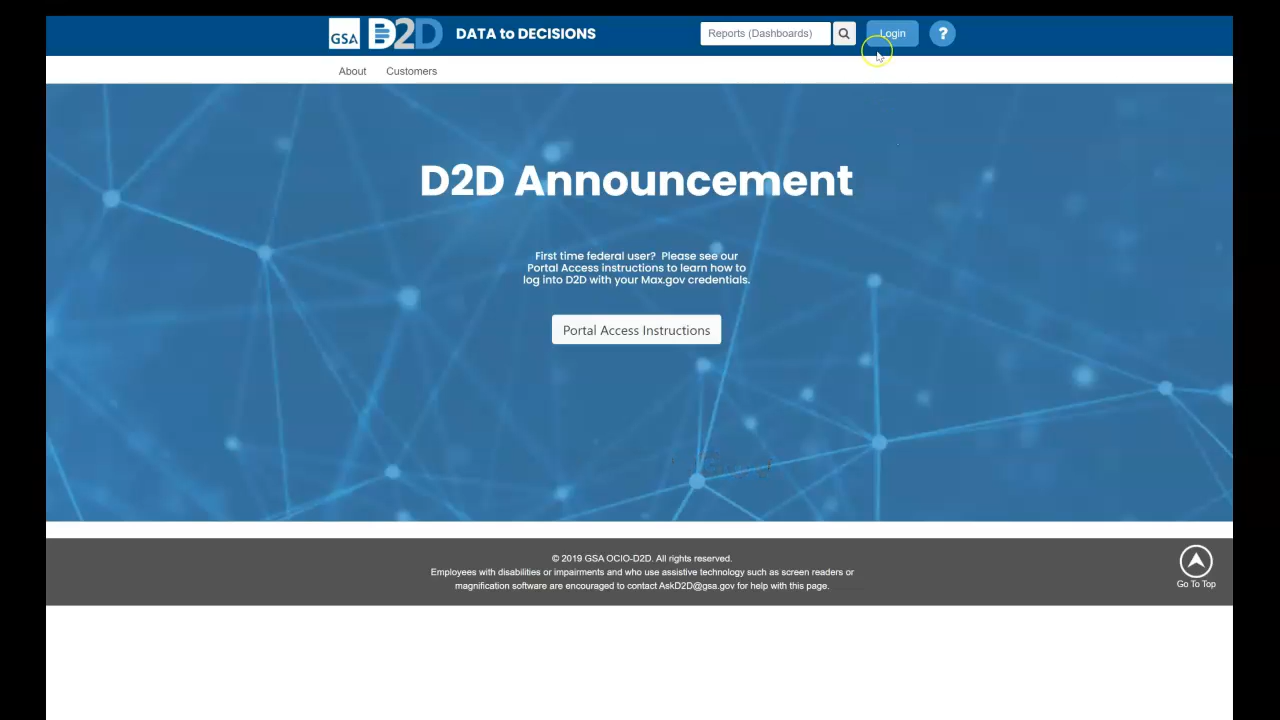 GSA D2D DATA to DECISIONS Reports (Dashboards) Login ?
About Customers
D2D Announcement
First time federal user? Please see our
Portal Access instructions to learn how to
log into D2D with your Max.gov credentials.
Portal Access Instructions
© 2019 GSA OCIO-D2D. All rights reserved.
Employees with disabilities or impairments and who use assistive technology such as screen readers or
magnification software are encouraged to contact AskD2D@gsa.gov for help with this page.
Go To Top